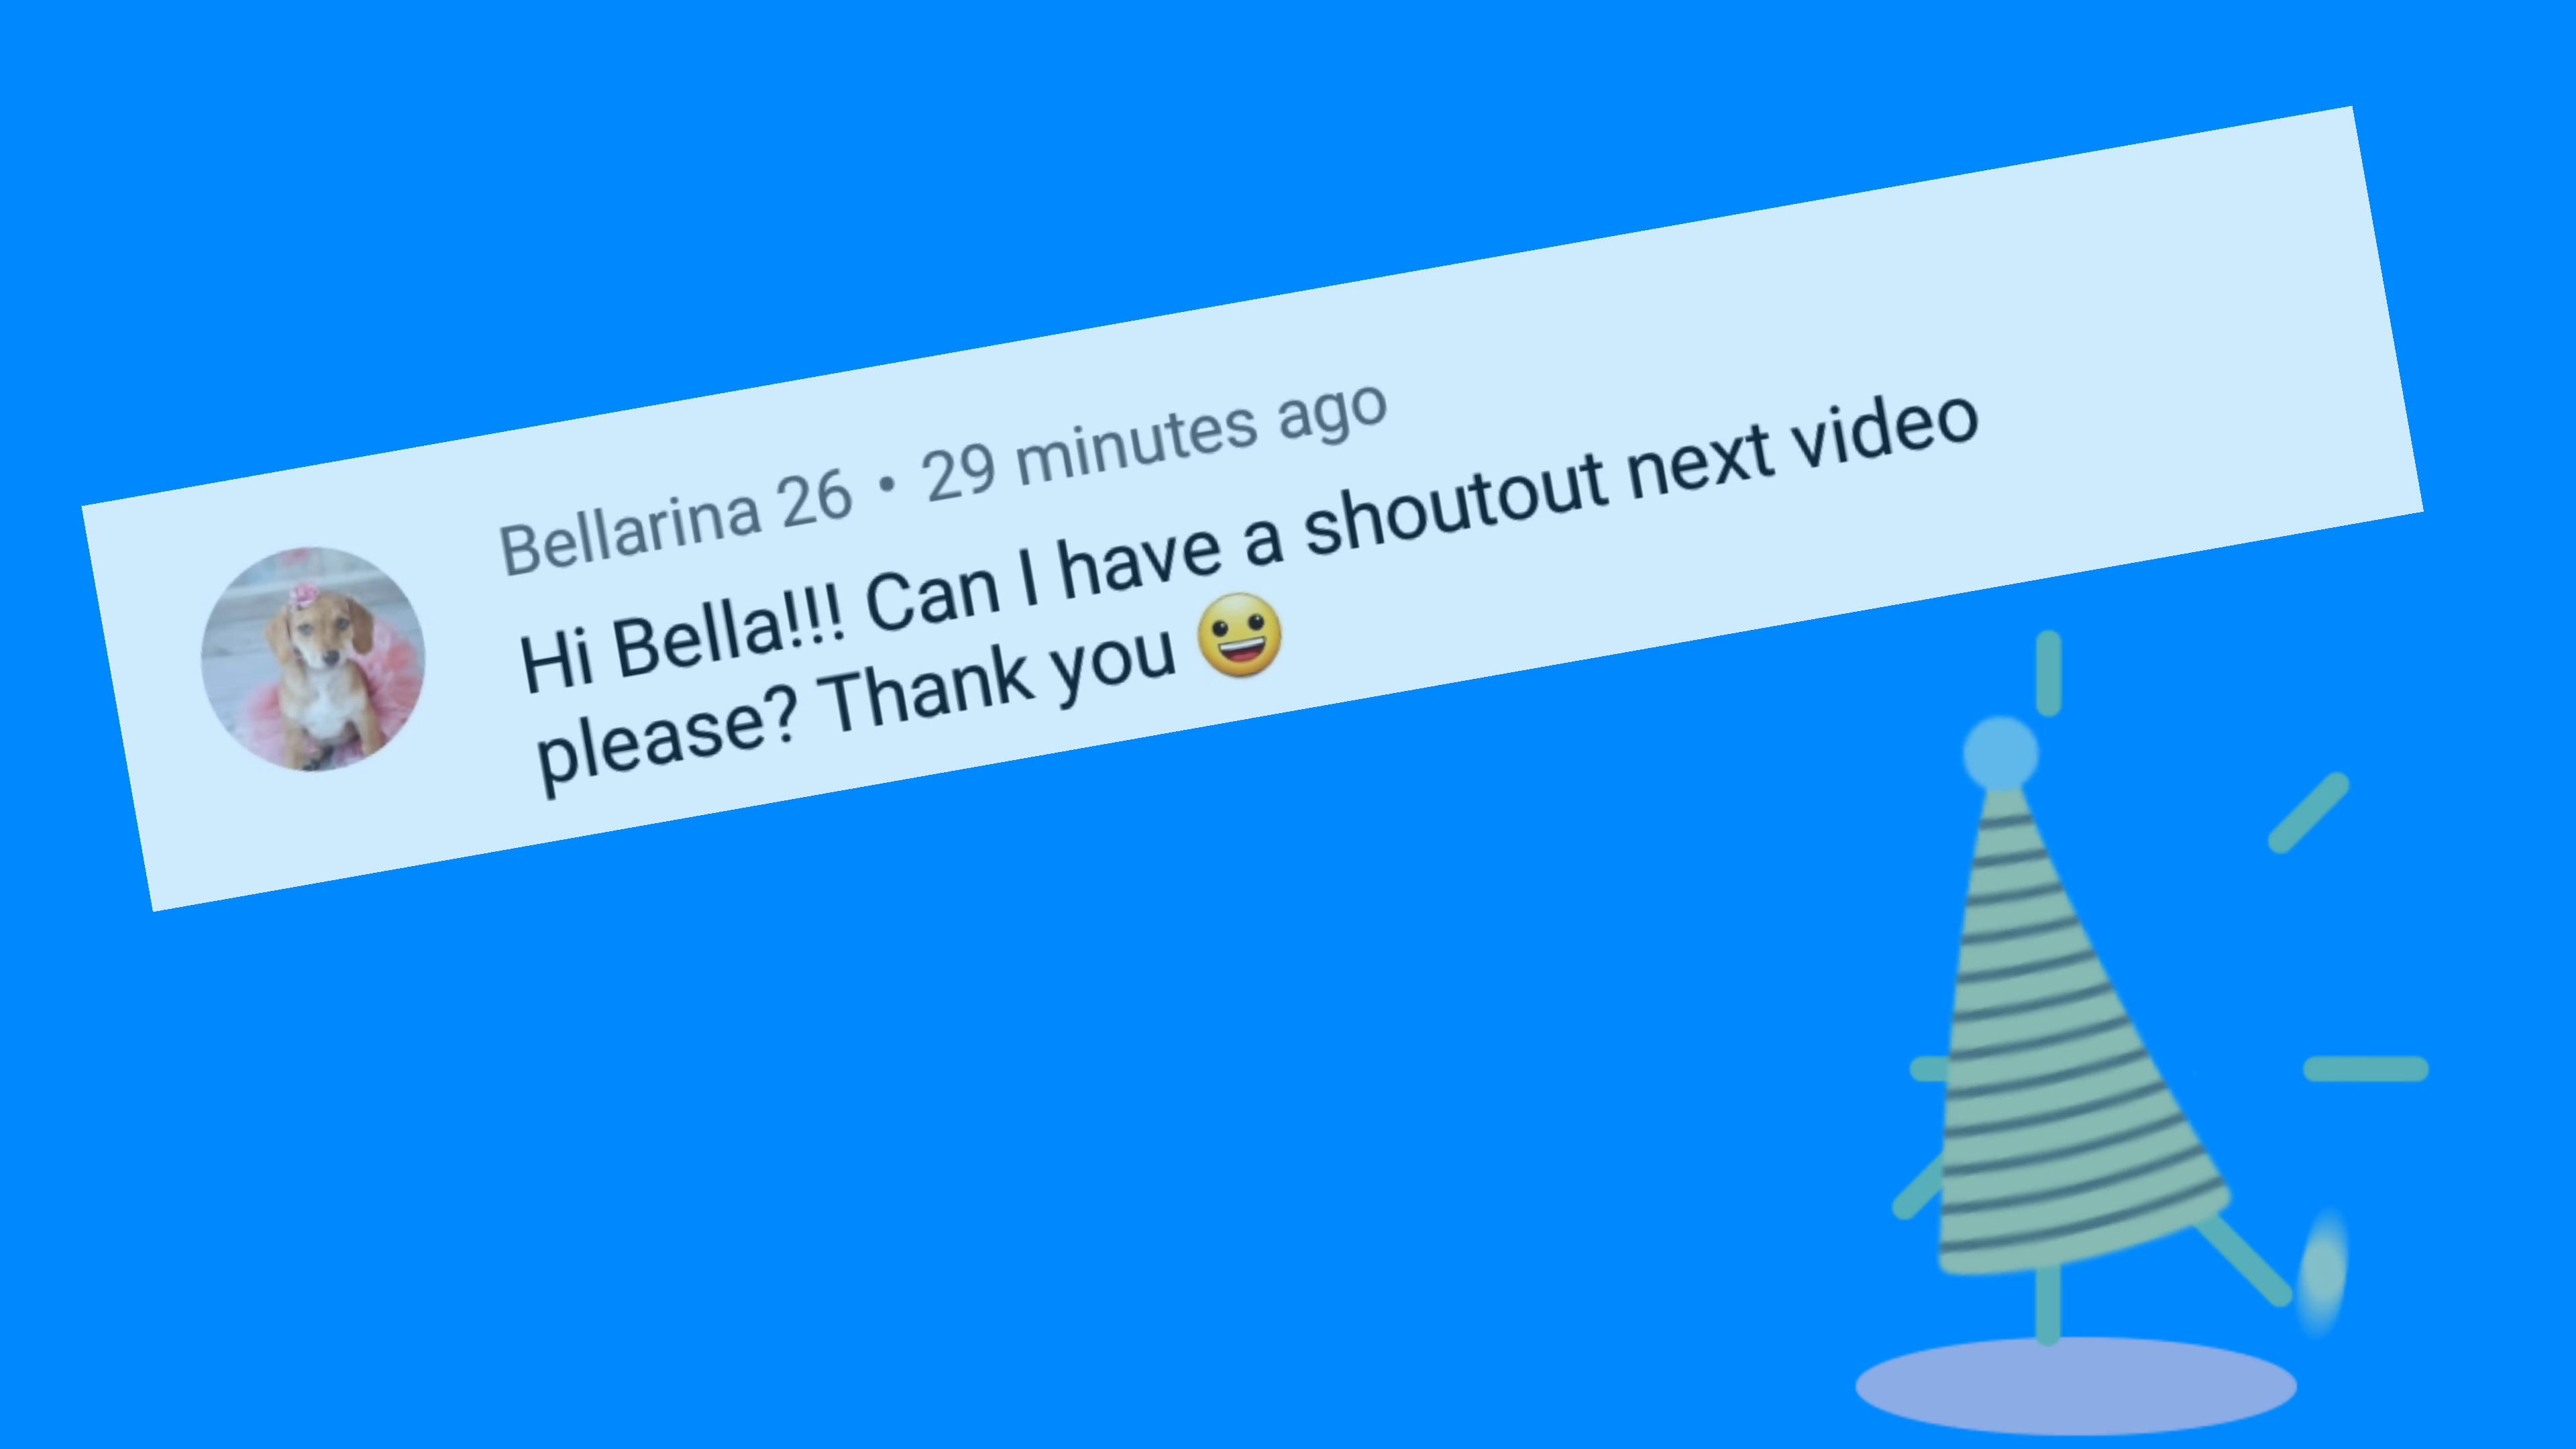 Bellarina 26 • 29 minutes ago
Hi Bella!!! Can I have a shoutout next video
please? Thank you 😀